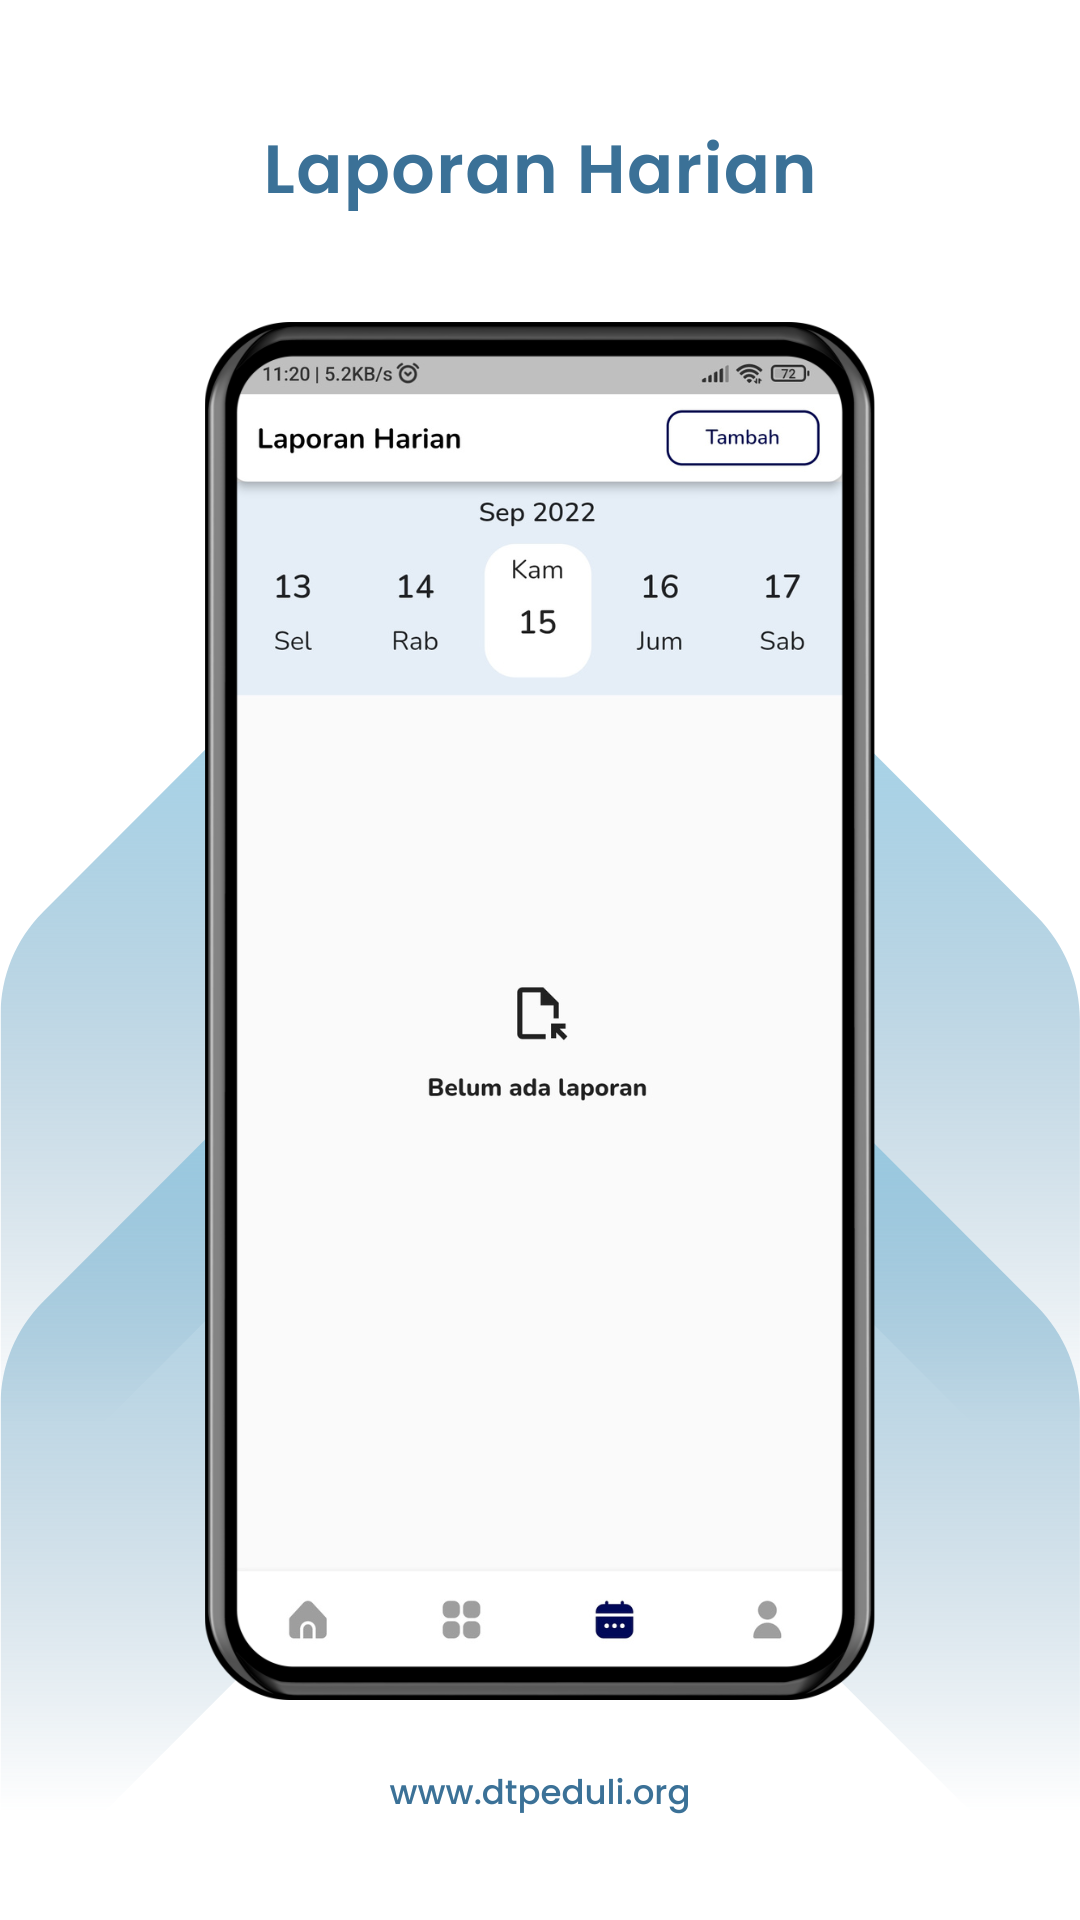 Laporan Harian
11:20 | 5.2KB/s 72
Laporan Harian Tambah
Sep 2022
13 14 Kam 16 17
Sel Rab 15 Jum Sab
Belum ada laporan
www.dtpeduli.org